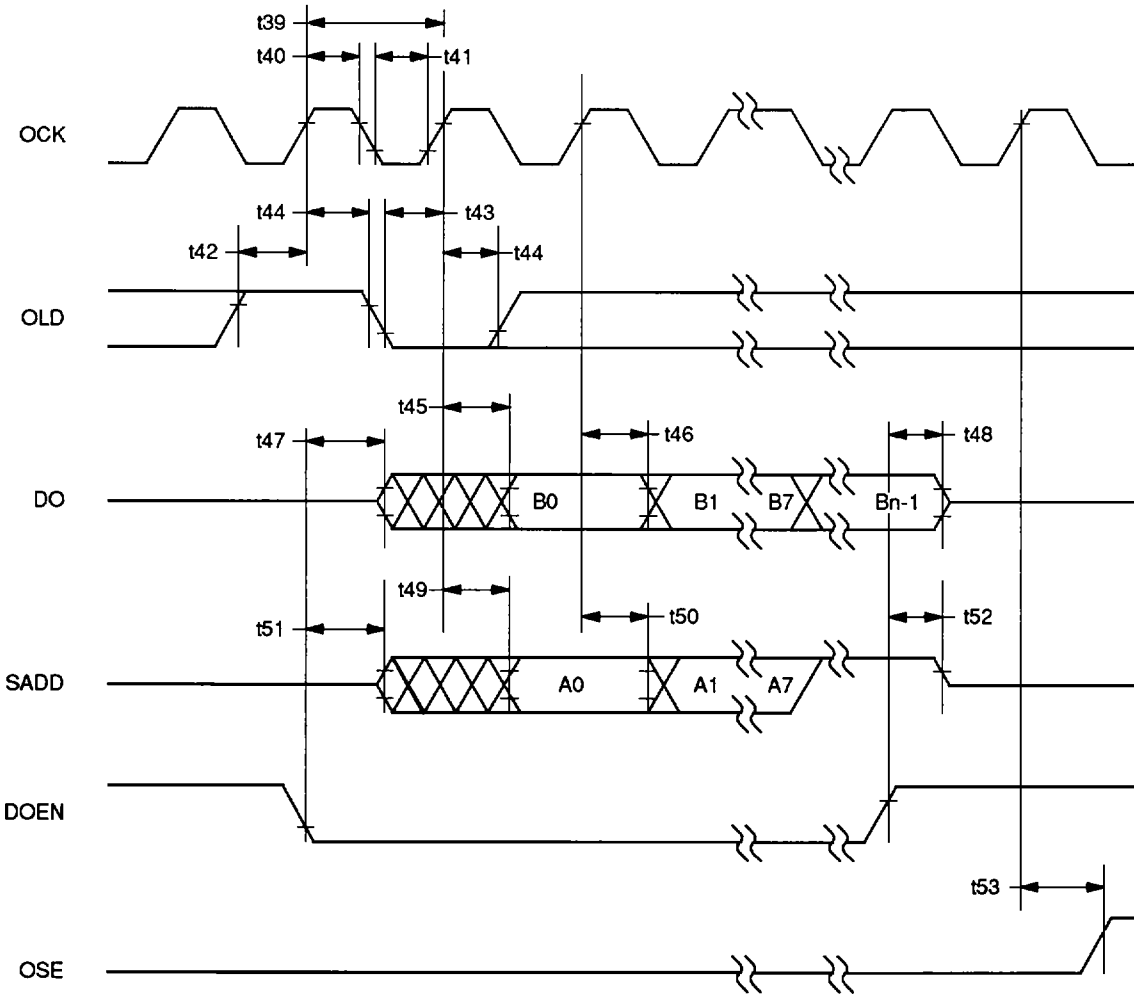 t39
t40 t41
OCK
t44 t43
t42 t44
OLD
t45
t47 t46 t48
DO B0 B1 B7 Bn-1
t49
t51 t50 t52
SADD A0 A1 A7
DOEN
t53
OSE